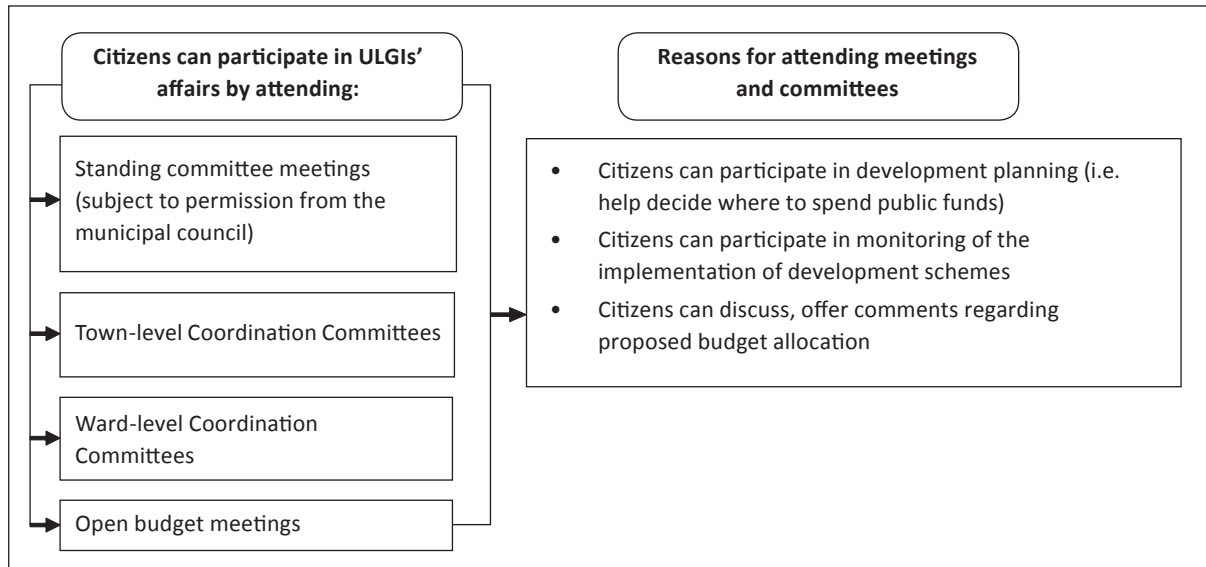 Citizens can participate in ULGIs’
affairs by attending:
Standing committee meetings
(subject to permission from the
municipal council)
Town-level Coordination Committees
Ward-level Coordination
Committees
Open budget meetings
Reasons for attending meetings
and committees
• Citizens can participate in development planning (i.e.
help decide where to spend public funds)
• Citizens can participate in monitoring of the
implementation of development schemes
• Citizens can discuss, offer comments regarding
proposed budget allocation